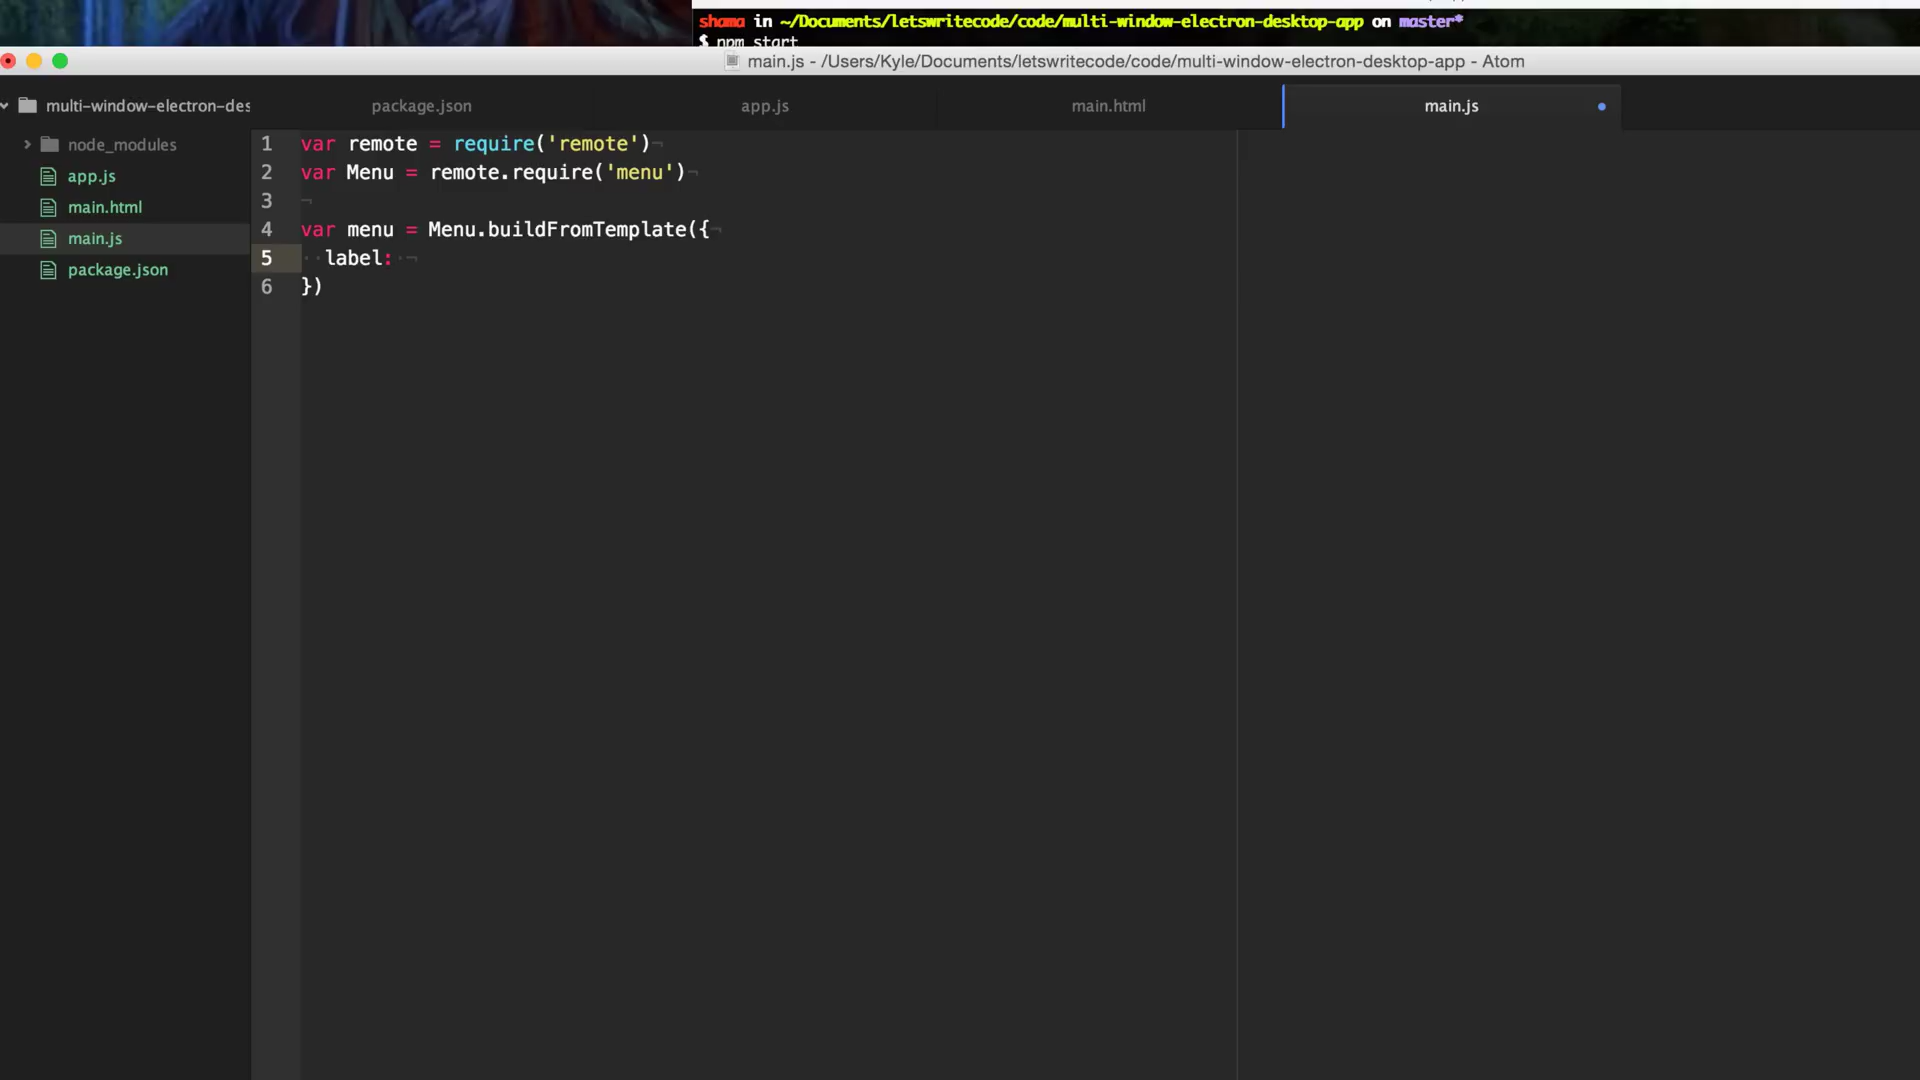 shama in ~/Documents/letswritecode/code/multi-window-electron-desktop-app on master*
$ npm start
main.js - /Users/Kyle/Documents/letswritecode/code/multi-window-electron-desktop-app - Atom
multi-window-electron-des
package.json
app.js
main.html
main.js
node_modules
app.js
main.html
main.js
package.json
1 var remote = require('remote')¬
2 var Menu = remote.require('menu')¬
3 ¬
4 var menu = Menu.buildFromTemplate({¬
5 ··label:·¬
6 })